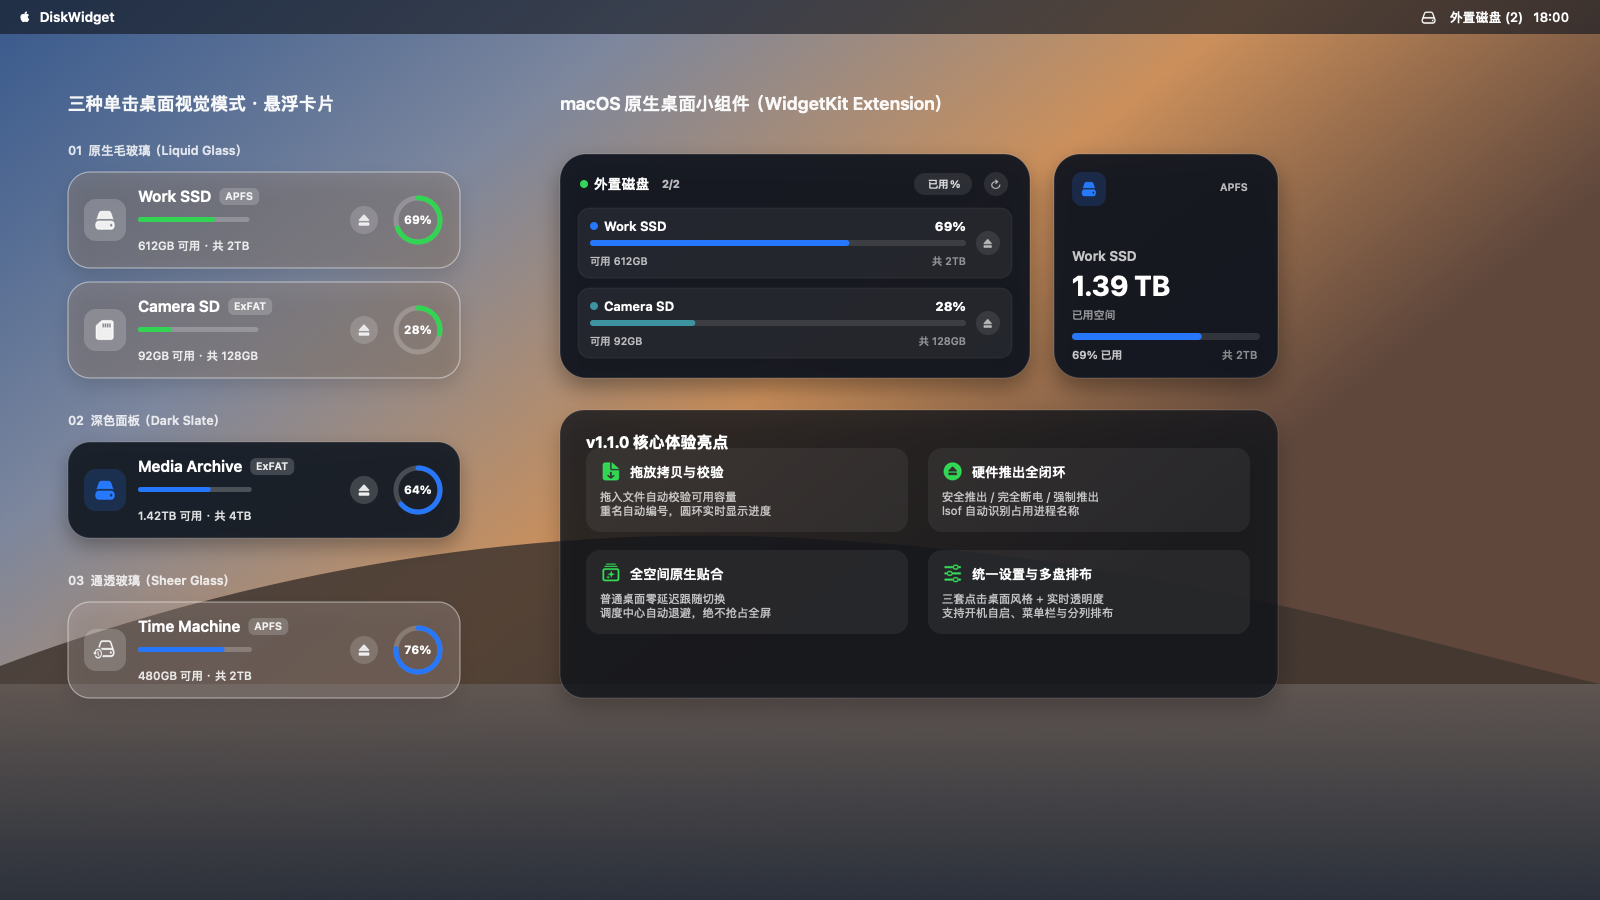 DiskWidget
外置磁盘 (2) 18:00
三种单击桌面视觉模式 · 悬浮卡片
01 原生毛玻璃（Liquid Glass）
Work SSD APFS
69%
612GB 可用 · 共 2TB
Camera SD ExFAT
28%
92GB 可用 · 共 128GB
02 深色面板（Dark Slate）
Media Archive ExFAT
64%
1.42TB 可用 · 共 4TB
03 通透玻璃（Sheer Glass）
Time Machine APFS
76%
480GB 可用 · 共 2TB
macOS 原生桌面小组件（WidgetKit Extension）
外置磁盘 2/2 已用 %
Work SSD 69%
可用 612GB 共 2TB
Camera SD 28%
可用 92GB 共 128GB
APFS
Work SSD
1.39 TB
已用空间
69% 已用 共 2TB
v1.1.0 核心体验亮点
拖放拷贝与校验
拖入文件自动校验可用容量
重名自动编号，圆环实时显示进度
硬件推出全闭环
安全推出 / 完全断电 / 强制推出
lsof 自动识别占用进程名称
全空间原生贴合
普通桌面零延迟跟随切换
调度中心自动退避，绝不抢占全屏
统一设置与多盘排布
三套点击桌面风格 + 实时透明度
支持开机自启、菜单栏与分列排布